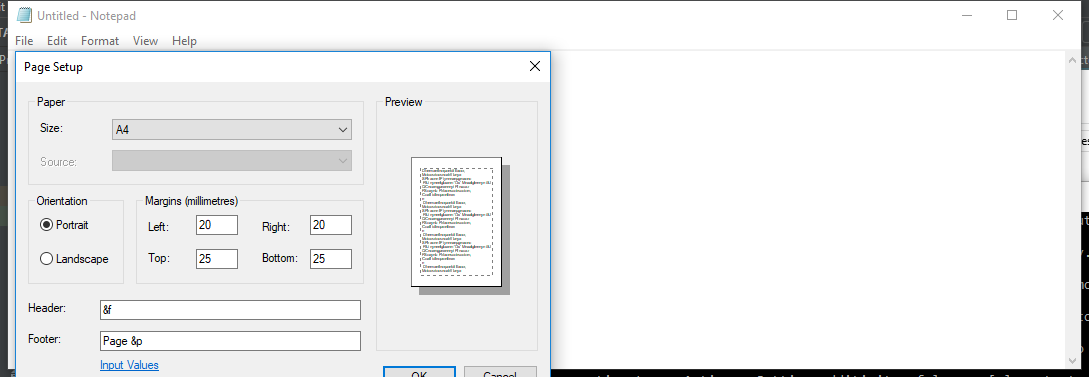 Untitled - Notepad
File Edit Format View Help
Page Setup
Paper
Size: A4
Source:
Orientation
Portrait
Landscape
Margins (millimetres)
Left: 20 Right: 20
Top: 25 Bottom: 25
Preview
Header: &f
Footer: Page &p
Input Values
OK Cancel